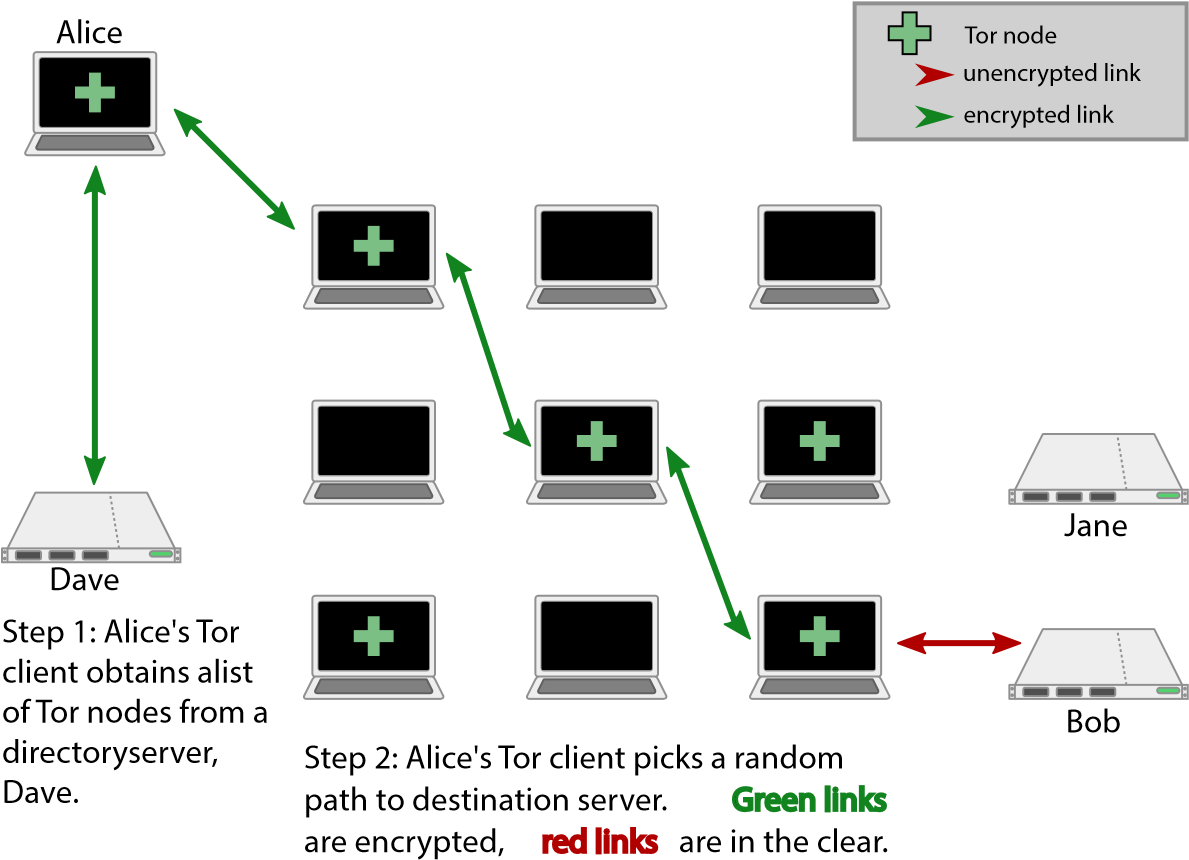 Alice
Tor node
unencrypted link
encrypted link
Jane
Dave
Bob
Step 1: Alice's Tor
client obtains alist
of Tor nodes from a
directoryserver,
Dave.
Step 2: Alice's Tor client picks a random
path to destination server. Green links
are encrypted, red links are in the clear.